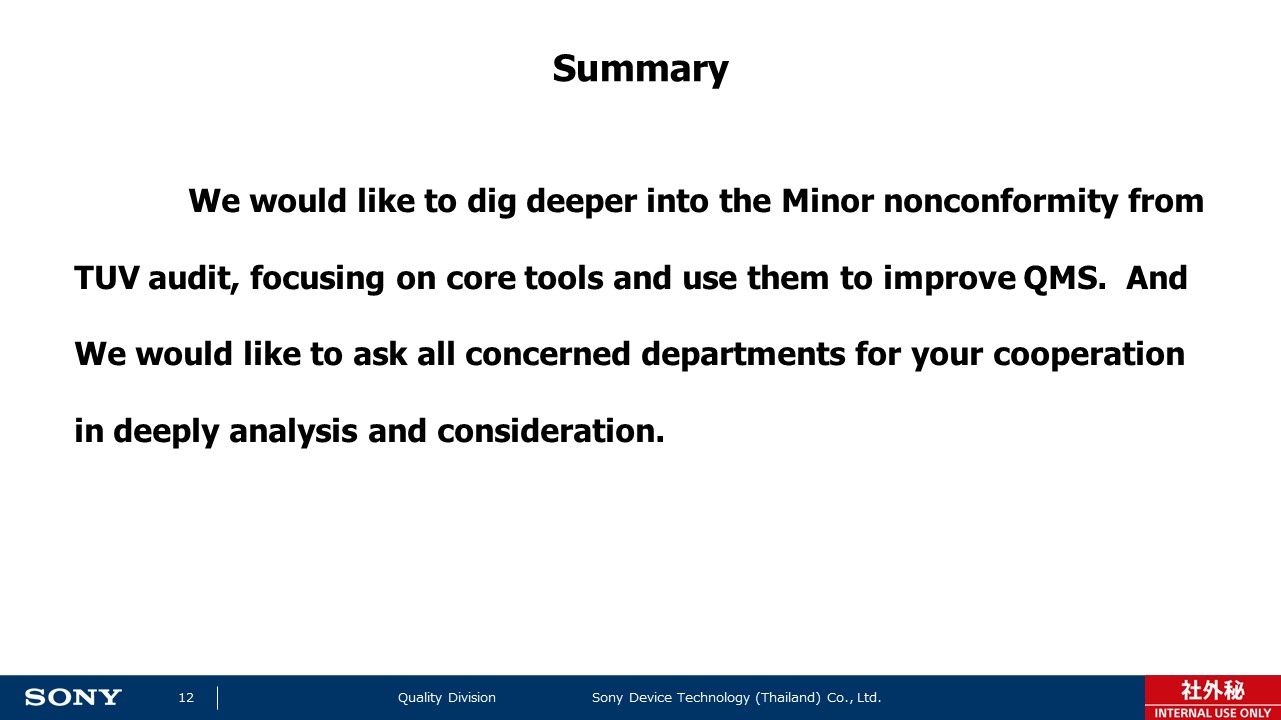 Summary
We would like to dig deeper into the Minor nonconformity from
TUV audit, focusing on core tools and use them to improve QMS.  And
We would like to ask all concerned departments for your cooperation
in deeply analysis and consideration.
SONY
12
Quality Division
Sony Device Technology (Thailand) Co., Ltd.
社外秘
INTERNAL USE ONLY